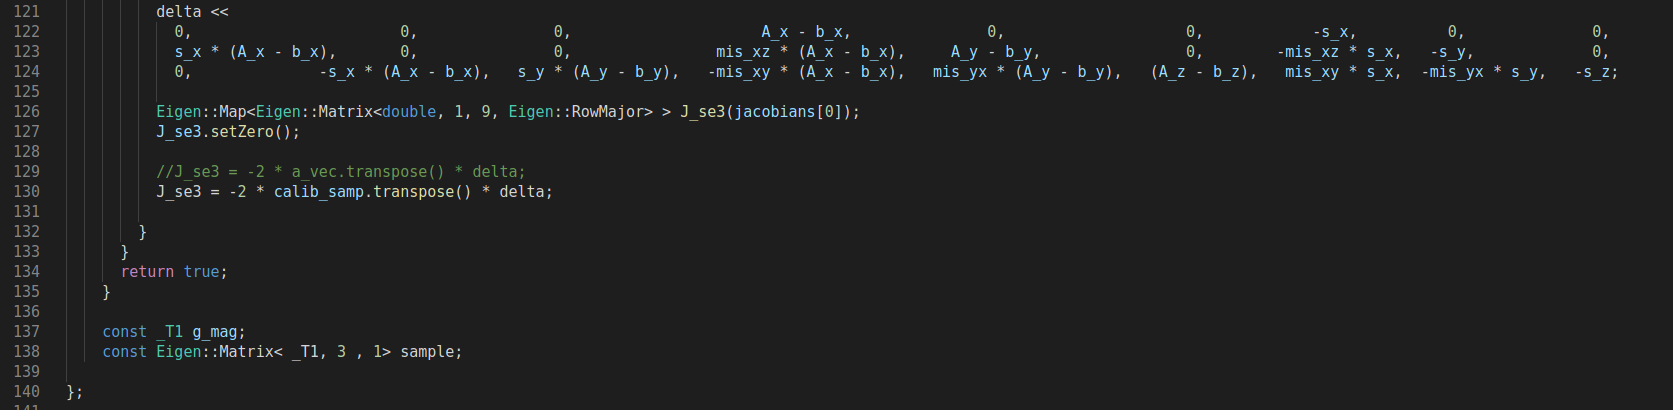 121 delta <<
122 0, 0, 0, A_x - b_x, 0, 0, -s_x, 0, 0,
123 s_x * (A_x - b_x), 0, 0, mis_xz * (A_x - b_x), A_y - b_y, 0, -mis_xz * s_x, -s_y, 0,
124 0, -s_x * (A_x - b_x), s_y * (A_y - b_y), -mis_xy * (A_x - b_x), mis_yx * (A_y - b_y), (A_z - b_z), mis_xy * s_x, -mis_yx * s_y, -s_z;
125
126 Eigen::Map<Eigen::Matrix<double, 1, 9, Eigen::RowMajor> > J_se3(jacobians[0]);
127 J_se3.setZero();
128
129 //J_se3 = -2 * a_vec.transpose() * delta;
130 J_se3 = -2 * calib_samp.transpose() * delta;
131
132 }
133 }
134 return true;
135 }
136
137 const _T1 g_mag;
138 const Eigen::Matrix< _T1, 3 , 1> sample;
139
140 };
141